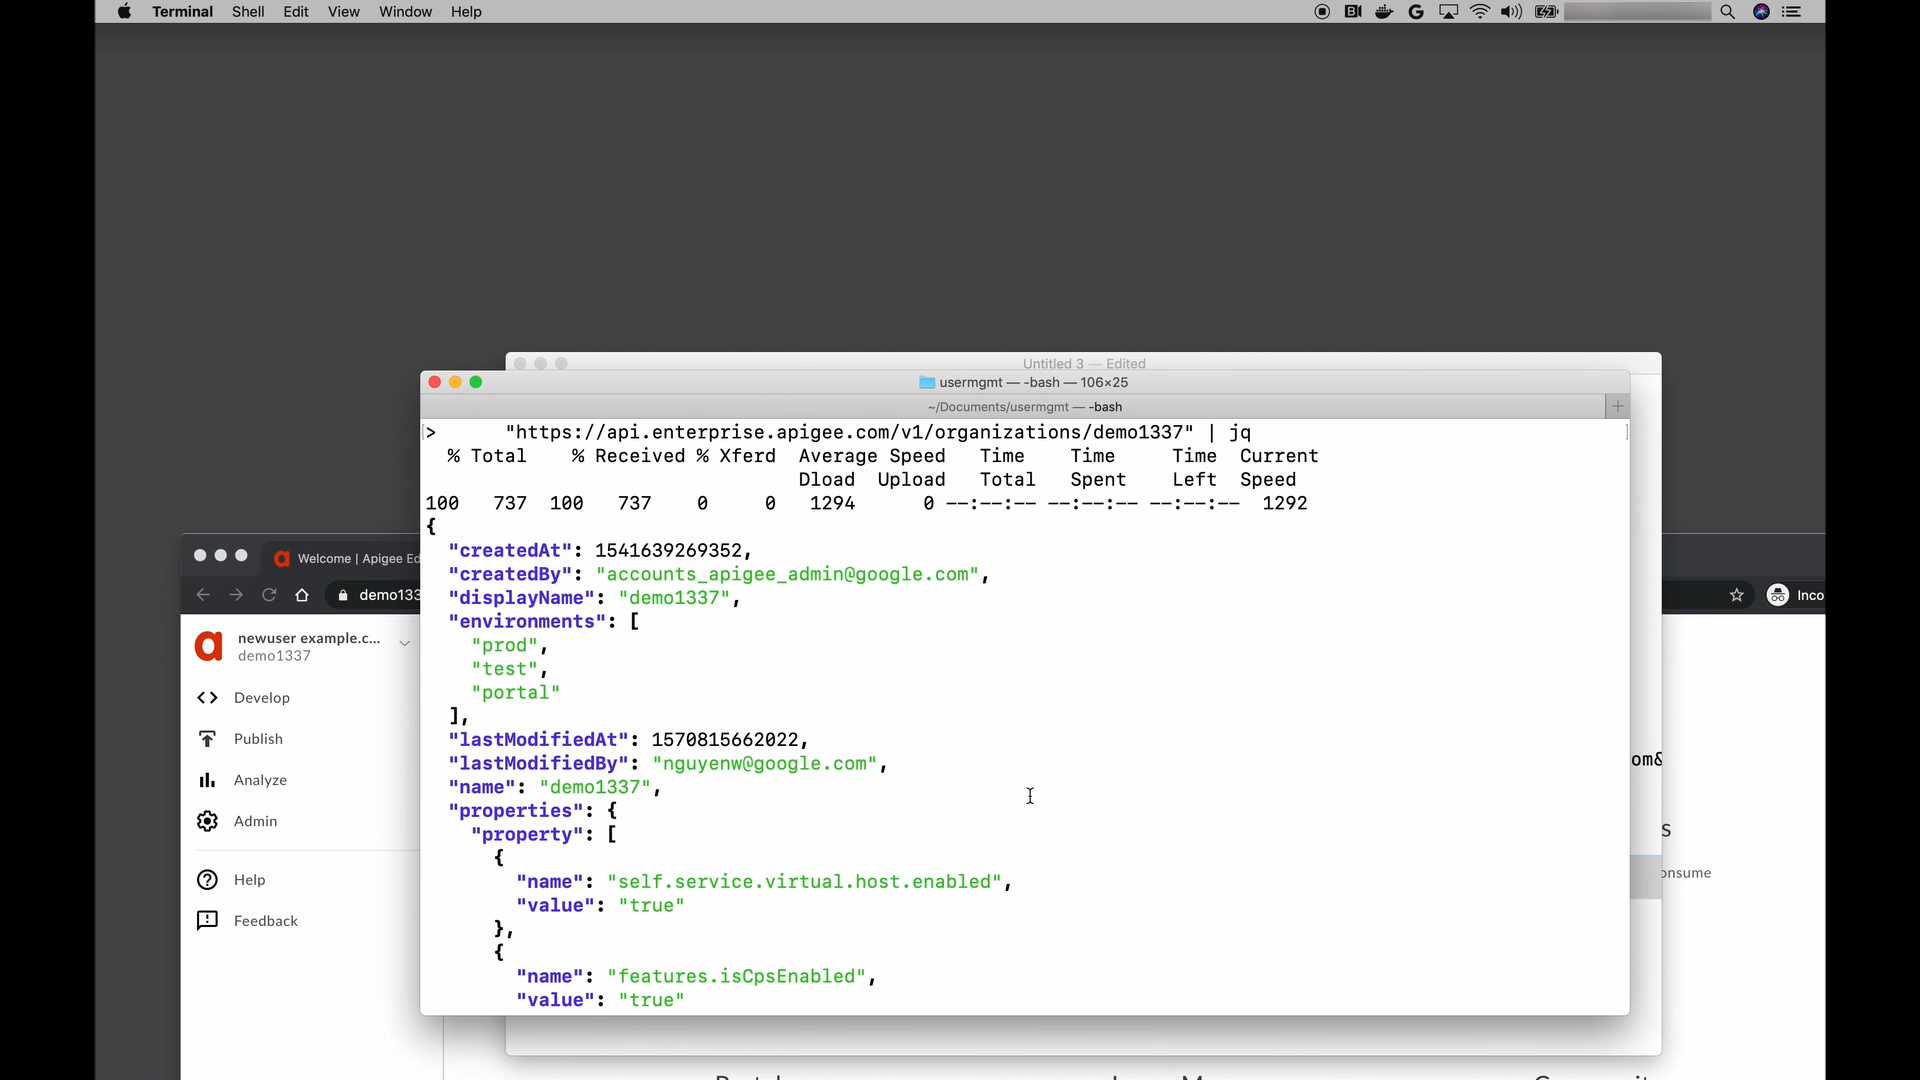 Terminal Shell Edit View Window Help
Untitled 3 — Edited
usermgmt — -bash — 106×25
~/Documents/usermgmt — -bash
> "https://api.enterprise.apigee.com/v1/organizations/demo1337" | jq
% Total % Received % Xferd Average Speed Time Time Time Current
Dload Upload Total Spent Left Speed
100 737 100 737 0 0 1294 0 --:--:-- --:--:-- --:--:-- 1292
{
"createdAt": 1541639269352,
"createdBy": "accounts_apigee_admin@google.com",
"displayName": "demo1337",
"environments": [
"prod",
"test",
"portal"
],
"lastModifiedAt": 1570815662022,
"lastModifiedBy": "nguyenw@google.com",
"name": "demo1337",
"properties": {
"property": [
{
"name": "self.service.virtual.host.enabled",
"value": "true"
},
{
"name": "features.isCpsEnabled",
"value": "true"
Welcome | Apigee Ed
demo133
Inco
newuser example.c...
demo1337
Develop
Publish
Analyze
Admin
Help
Feedback
om&
s
onsume